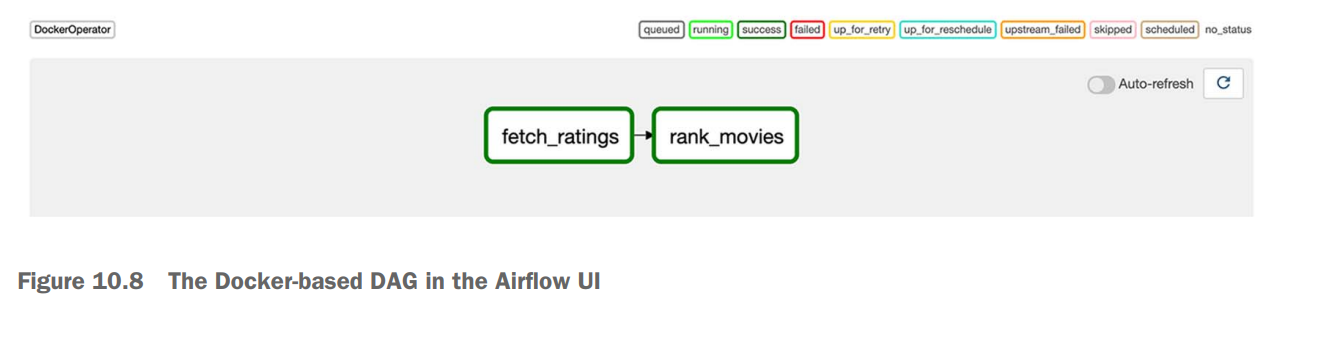 DockerOperator queued running success failed up_for_retry up_for_reschedule upstream_failed skipped scheduled no_status
Auto-refresh
fetch_ratings rank_movies
Figure 10.8 The Docker-based DAG in the Airflow UI